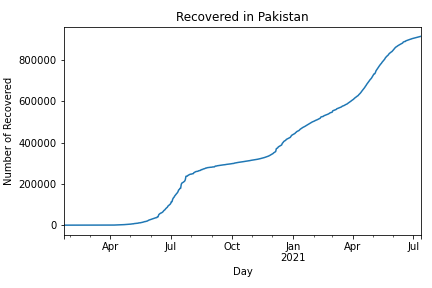 Recovered in Pakistan
Number of Recovered
800000
600000
400000
200000
0
Apr Jul Oct Jan Apr Jul
2021
Day